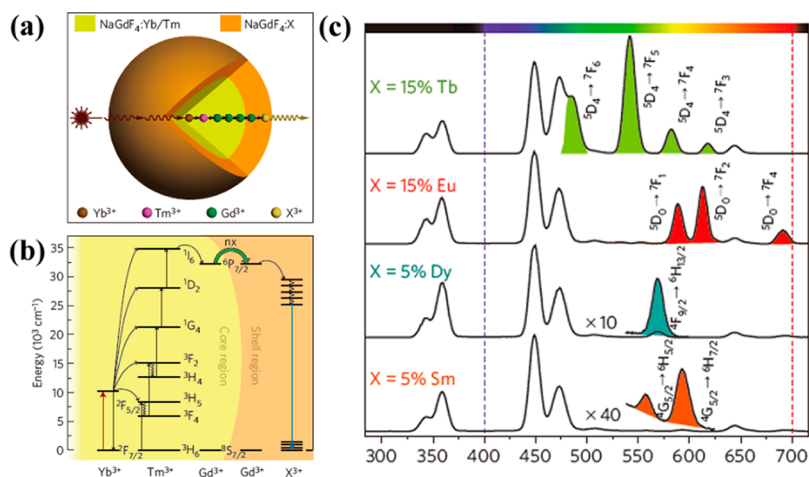 (a)
NaGdF₄:Yb/Tm
NaGdF₄:X
Yb³⁺
Tm³⁺
Gd³⁺
X³⁺
(b)
Energy (10³ cm⁻¹)
35
30
25
20
15
10
5
0
¹I₆
¹D₂
¹G₄
³F₂
³H₄
³H₅
³F₄
³H₆
²F₅/₂
²F₇/₂
nx
⁶P₇/₂
⁸S₇/₂
Core region
Shell region
Yb³⁺
Tm³⁺
Gd³⁺
Gd³⁺
X³⁺
(c)
X = 15% Tb
⁵D₄→⁷F₆
⁵D₄→⁷F₅
⁵D₄→⁷F₄
⁵D₄→⁷F₃
X = 15% Eu
⁵D₀→⁷F₁
⁵D₀→⁷F₂
⁵D₀→⁷F₄
X = 5% Dy
×10
⁴F₉/₂→⁶H₁₃/₂
X = 5% Sm
×40
⁴G₅/₂→⁶H₅/₂
⁴G₅/₂→⁶H₇/₂
300
350
400
450
500
550
600
650
700